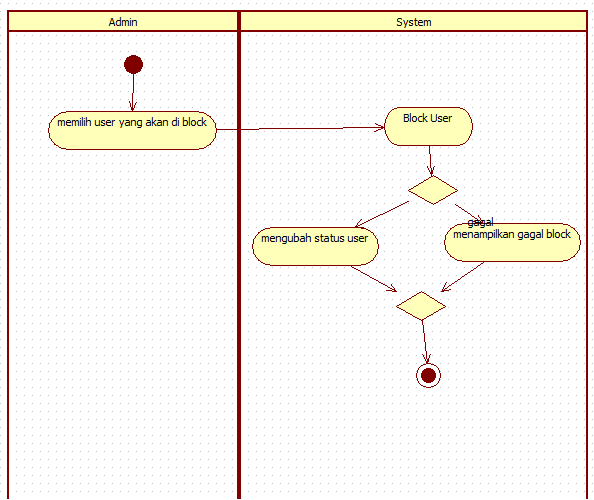 Admin
System
memilih user yang akan di block
Block User
gagal
mengubah status user
menampilkan gagal block